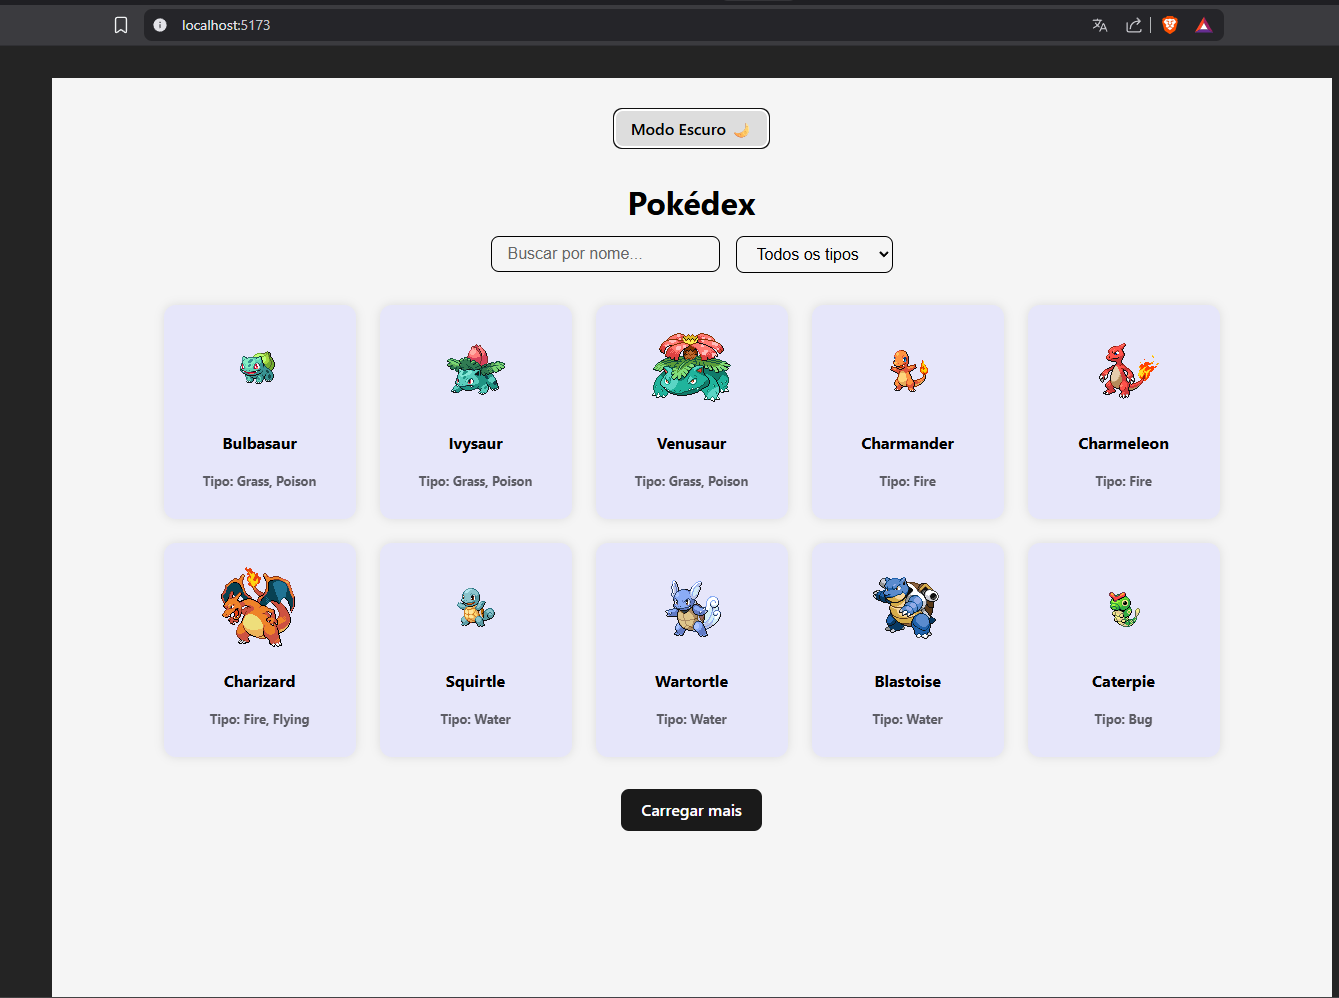 localhost:5173
Modo Escuro 🌙
Pokédex
Buscar por nome...
Todos os tipos
Bulbasaur
Tipo: Grass, Poison
Ivysaur
Tipo: Grass, Poison
Venusaur
Tipo: Grass, Poison
Charmander
Tipo: Fire
Charmeleon
Tipo: Fire
Charizard
Tipo: Fire, Flying
Squirtle
Tipo: Water
Wartortle
Tipo: Water
Blastoise
Tipo: Water
Caterpie
Tipo: Bug
Carregar mais